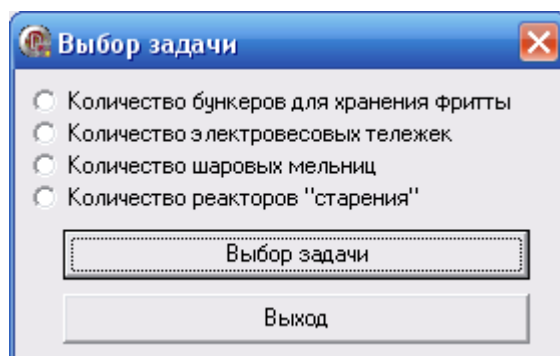 Выбор задачи
Количество бункеров для хранения фритты
Количество электровесовых тележек
Количество шаровых мельниц
Количество реакторов "старения"
Выбор задачи
Выход